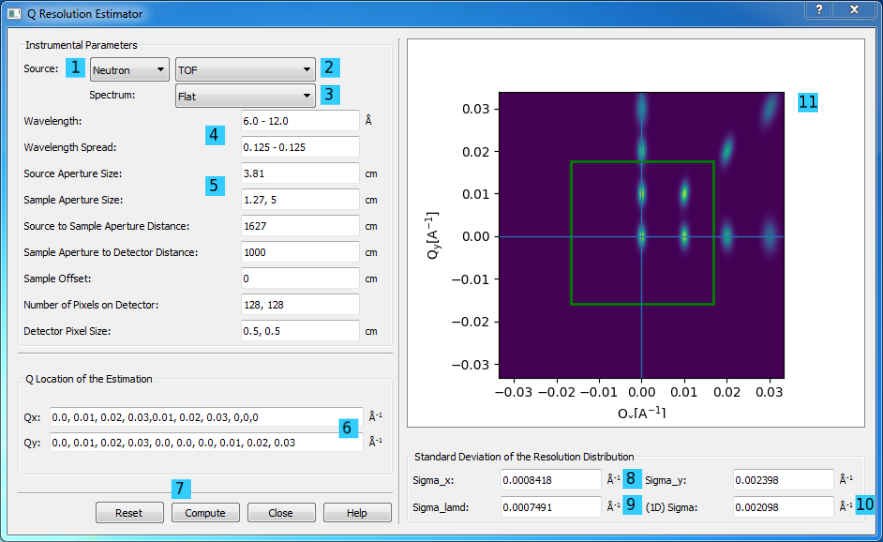 Q Resolution Estimator ? X
Instrumental Parameters
Source: 1 Neutron TOF 2
Spectrum: Flat 3
Wavelength: 6.0 - 12.0 Å
4
Wavelength Spread: 0.125 - 0.125
Source Aperture Size: 3.81 cm
5
Sample Aperture Size: 1.27, 5 cm
Source to Sample Aperture Distance: 1627 cm
Sample Aperture to Detector Distance: 1000 cm
Sample Offset: 0 cm
Number of Pixels on Detector: 128, 128
Detector Pixel Size: 0.5, 0.5 cm
Q Location of the Estimation
Qx: 0.0, 0.01, 0.02, 0.03,0.01, 0.02, 0.03, 0,0,0 Å⁻¹
6
Qy: 0.0, 0.01, 0.02, 0.03, 0.0, 0.0, 0.0, 0.01, 0.02, 0.03 Å⁻¹
7
Reset Compute Close Help
11
0.03
0.02
0.01
0.00
−0.01
−0.02
−0.03
Qy[A⁻¹]
−0.03 −0.02 −0.01 0.00 0.01 0.02 0.03
Standard Deviation of the Resolution Distribution
Sigma_x: 0.0008418 Å⁻¹ 8 Sigma_y: 0.002398 Å⁻¹
Sigma_lamd: 0.0007491 Å⁻¹ 9 (1D) Sigma: 0.002098 Å⁻¹ 10